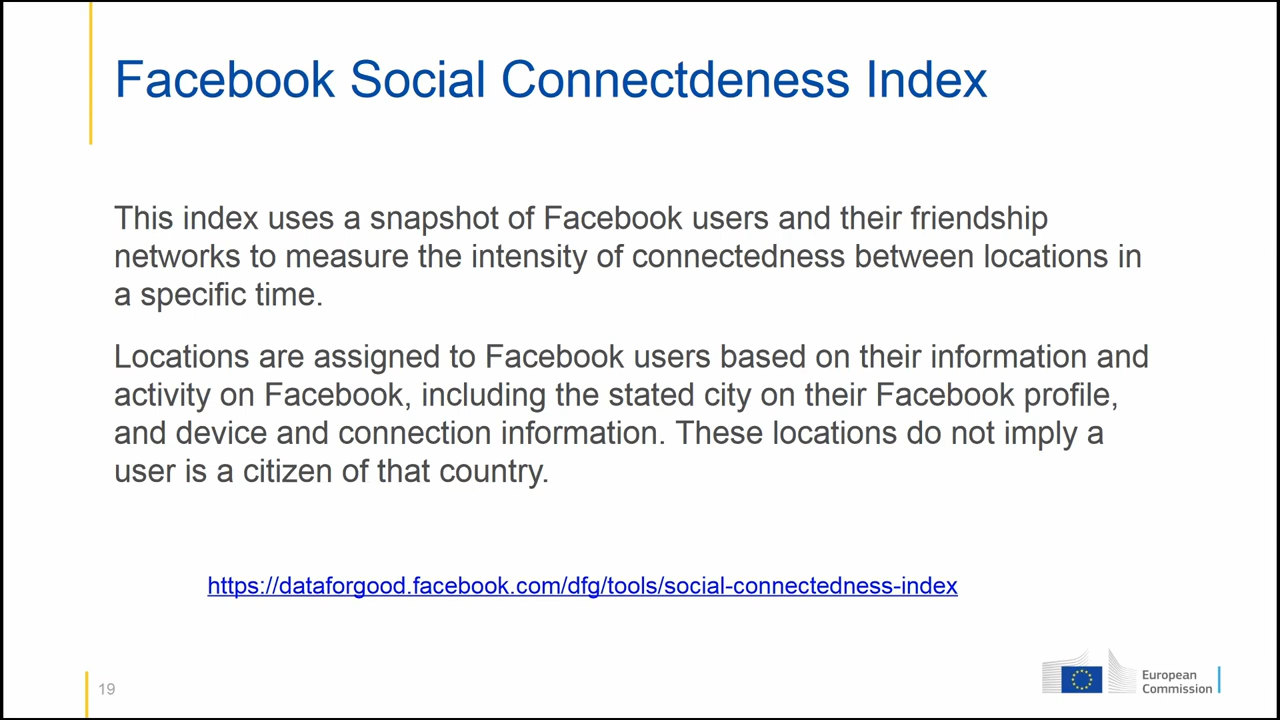 Facebook Social Connectdeness Index
This index uses a snapshot of Facebook users and their friendship
networks to measure the intensity of connectedness between locations in
a specific time.
Locations are assigned to Facebook users based on their information and
activity on Facebook, including the stated city on their Facebook profile,
and device and connection information. These locations do not imply a
user is a citizen of that country.
https://dataforgood.facebook.com/dfg/tools/social-connectedness-index
19
European
Commission